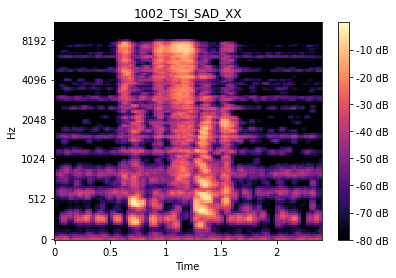 1002_TSI_SAD_XX
8192
4096
2048
1024
512
0
Hz
0
0.5
1
1.5
2
Time
-10 dB
-20 dB
-30 dB
-40 dB
-50 dB
-60 dB
-70 dB
-80 dB